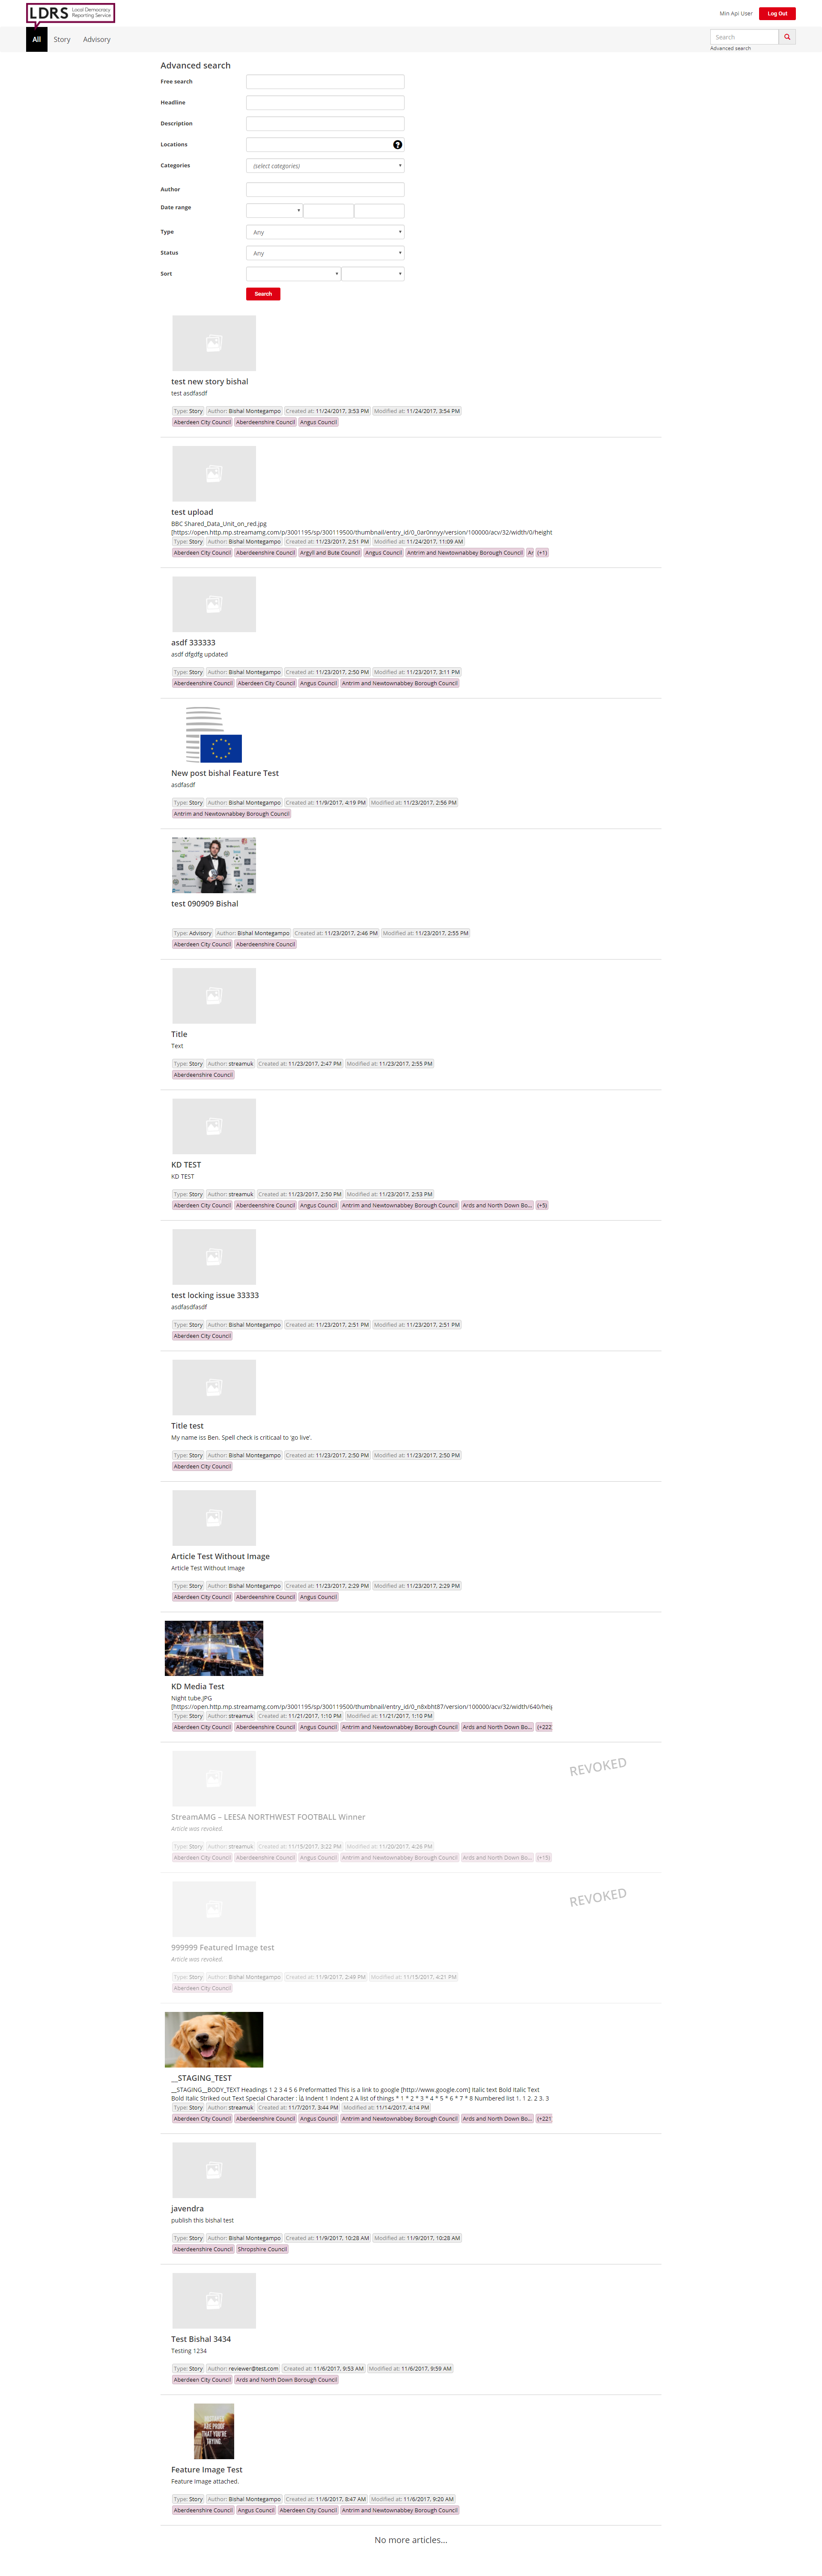 LDRS Local Democracy
Reporting Service
Min Api User
Log Out
All
Story
Advisory
Search
Advanced search
Advanced search
Free search
Headline
Description
Locations
?
Categories
(select categories)
Author
Date range
Type
Any
Status
Any
Sort
Search
test new story bishal
test asdfasdf
Type: Story Author: Bishal Montegampo Created at: 11/24/2017, 3:53 PM Modified at: 11/24/2017, 3:54 PM
Aberdeen City Council Aberdeenshire Council Angus Council
test upload
BBC Shared_Data_Unit_on_red.jpg
[https://open.http.mp.streamamg.com/p/3001195/sp/300119500/thumbnail/entry_id/0_0ar0nnyy/version/100000/acv/32/width/0/height
Type: Story Author: Bishal Montegampo Created at: 11/23/2017, 2:51 PM Modified at: 11/24/2017, 11:09 AM
Aberdeen City Council Aberdeenshire Council Argyll and Bute Council Angus Council Antrim and Newtownabbey Borough Council (+1)
asdf 333333
asdf dfgdfg updated
Type: Story Author: Bishal Montegampo Created at: 11/23/2017, 2:50 PM Modified at: 11/23/2017, 3:11 PM
Aberdeenshire Council Aberdeen City Council Angus Council Antrim and Newtownabbey Borough Council
New post bishal Feature Test
asdfasdf
Type: Story Author: Bishal Montegampo Created at: 11/9/2017, 4:19 PM Modified at: 11/23/2017, 2:56 PM
Antrim and Newtownabbey Borough Council
test 090909 Bishal
Type: Advisory Author: Bishal Montegampo Created at: 11/23/2017, 2:46 PM Modified at: 11/23/2017, 2:55 PM
Aberdeen City Council Aberdeenshire Council
Title
Text
Type: Story Author: streamuk Created at: 11/23/2017, 2:47 PM Modified at: 11/23/2017, 2:55 PM
Aberdeenshire Council
KD TEST
KD TEST
Type: Story Author: streamuk Created at: 11/23/2017, 2:50 PM Modified at: 11/23/2017, 2:53 PM
Aberdeen City Council Aberdeenshire Council Angus Council Antrim and Newtownabbey Borough Council Ards and North Down Bo... (+5)
test locking issue 33333
asdfasdfasdf
Type: Story Author: Bishal Montegampo Created at: 11/23/2017, 2:51 PM Modified at: 11/23/2017, 2:51 PM
Aberdeen City Council
Title test
My name iss Ben. Spell check is criticaal to 'go live'.
Type: Story Author: Bishal Montegampo Created at: 11/23/2017, 2:50 PM Modified at: 11/23/2017, 2:50 PM
Aberdeen City Council
Article Test Without Image
Article Test Without Image
Type: Story Author: Bishal Montegampo Created at: 11/23/2017, 2:29 PM Modified at: 11/23/2017, 2:29 PM
Aberdeen City Council Aberdeenshire Council Angus Council
KD Media Test
Night tube.JPG
[https://open.http.mp.streamamg.com/p/3001195/sp/300119500/thumbnail/entry_id/0_n8xbht87/version/100000/acv/32/width/640/heig
Type: Story Author: streamuk Created at: 11/21/2017, 1:10 PM Modified at: 11/21/2017, 1:10 PM
Aberdeen City Council Aberdeenshire Council Angus Council Antrim and Newtownabbey Borough Council Ards and North Down Bo... (+222
REVOKED
StreamAMG – LEESA NORTHWEST FOOTBALL Winner
Article was revoked.
Type: Story Author: streamuk Created at: 11/15/2017, 3:22 PM Modified at: 11/20/2017, 4:26 PM
Aberdeen City Council Aberdeenshire Council Angus Council Antrim and Newtownabbey Borough Council Ards and North Down Bo... (+15)
REVOKED
999999 Featured Image test
Article was revoked.
Type: Story Author: Bishal Montegampo Created at: 11/9/2017, 2:49 PM Modified at: 11/15/2017, 4:21 PM
Aberdeen City Council
__STAGING_TEST
__STAGING__BODY_TEXT Headings 1 2 3 4 5 6 Preformatted This is a link to google [http://www.google.com] Italic text Bold Italic Text
Bold Italic Striked out Text Special Character : Indent 1 Indent 2 A list of things * 1 * 2 * 3 * 4 * 5 * 6 * 7 * 8 Numbered list 1. 1 2. 2 3. 3
Type: Story Author: streamuk Created at: 11/7/2017, 3:44 PM Modified at: 11/14/2017, 4:14 PM
Aberdeen City Council Aberdeenshire Council Angus Council Antrim and Newtownabbey Borough Council Ards and North Down Bo... (+221
javendra
publish this bishal test
Type: Story Author: Bishal Montegampo Created at: 11/9/2017, 10:28 AM Modified at: 11/9/2017, 10:28 AM
Aberdeenshire Council Shropshire Council
Test Bishal 3434
Testing 1234
Type: Story Author: reviewer@test.com Created at: 11/6/2017, 9:53 AM Modified at: 11/6/2017, 9:59 AM
Aberdeen City Council Ards and North Down Borough Council
MISTAKES
ARE PROOF
THAT YOU'RE
TRYING.
Feature Image Test
Feature Image attached.
Type: Story Author: Bishal Montegampo Created at: 11/6/2017, 8:47 AM Modified at: 11/6/2017, 9:20 AM
Aberdeenshire Council Angus Council Aberdeen City Council Antrim and Newtownabbey Borough Council
No more articles...